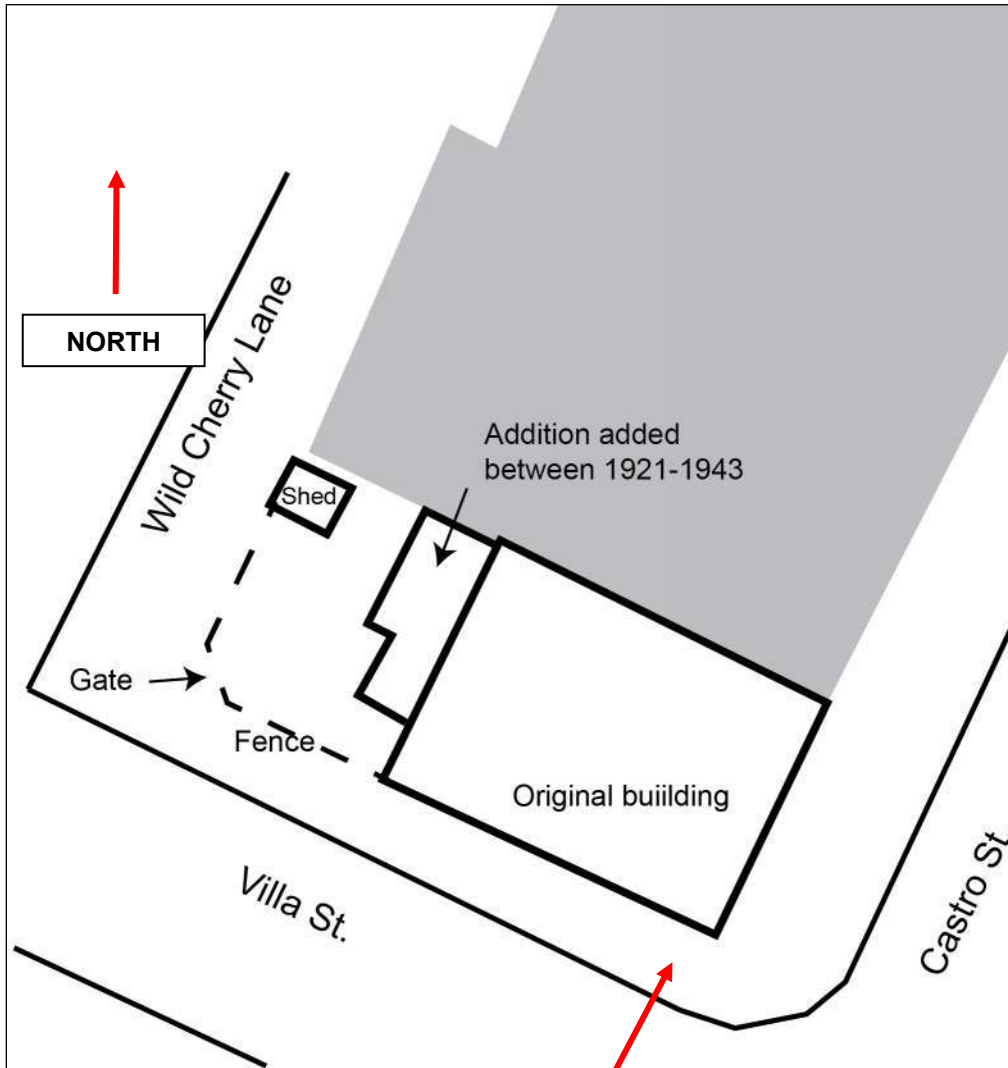 NORTH
Wild Cherry Lane
Addition added
between 1921-1943
Shed
Gate
Fence
Original buiilding
Villa St.
Castro St.